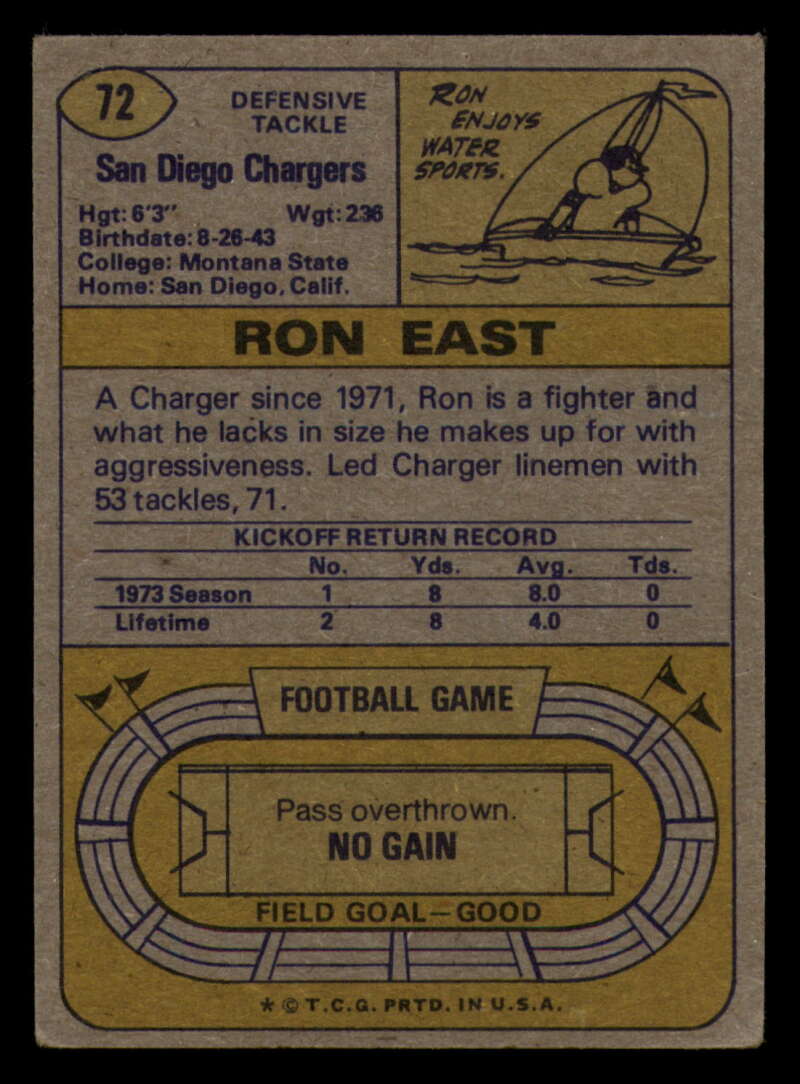 72
DEFENSIVE
TACKLE
San Diego Chargers
Hgt: 6'3" Wgt: 236
Birthdate: 8-26-43
College: Montana State
Home: San Diego, Calif.
RON
ENJOYS
WATER
SPORTS.
RON EAST
A Charger since 1971, Ron is a fighter and
what he lacks in size he makes up for with
aggressiveness. Led Charger linemen with
53 tackles, 71.
KICKOFF RETURN RECORD
No. Yds. Avg. Tds.
1973 Season 1 8 8.0 0
Lifetime 2 8 4.0 0
FOOTBALL GAME
Pass overthrown.
NO GAIN
FIELD GOAL—GOOD
* © T.C.G. PRTD. IN U.S.A.